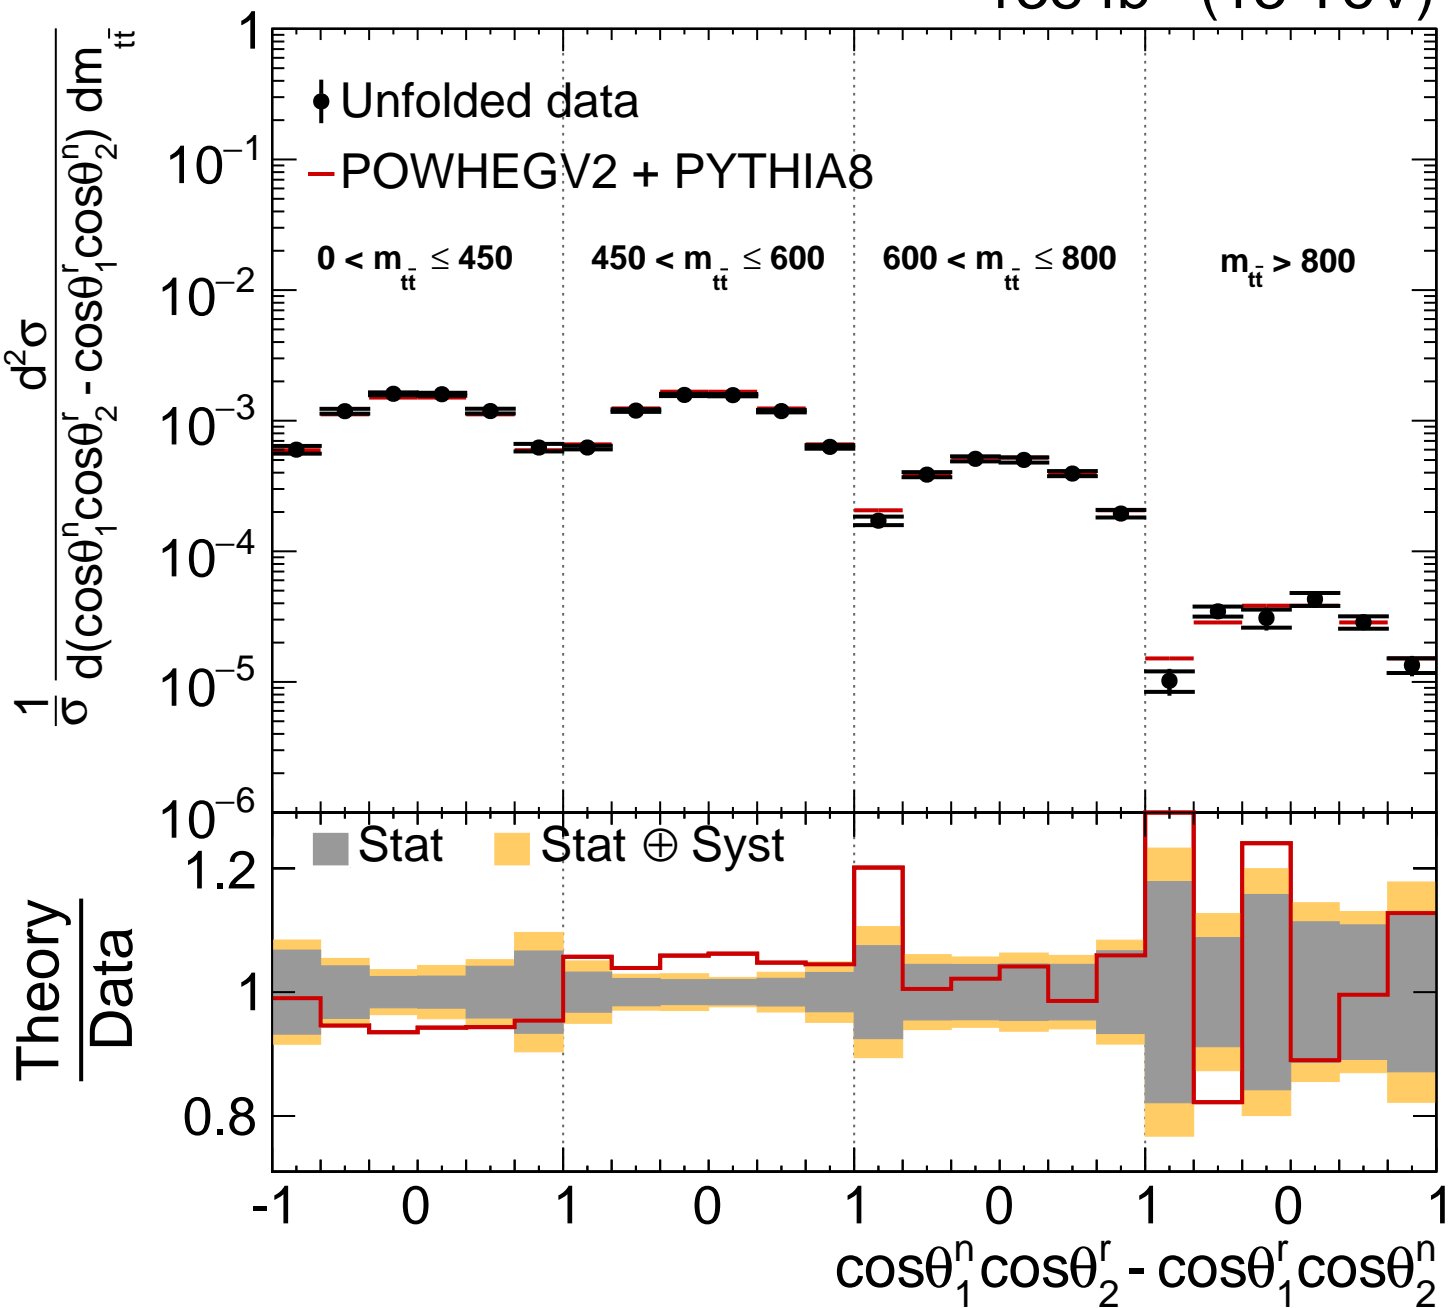 1
Unfolded data
POWHEGV2 + PYTHIA8
10⁻¹
0 < m_tt̄ ≤ 450
450 < m_tt̄ ≤ 600
600 < m_tt̄ ≤ 800
m_tt̄ > 800
10⁻²
10⁻³
10⁻⁴
10⁻⁵
10⁻⁶
1/σ d²σ / d(cosθ₁ⁿcosθ₂ʳ - cosθ₁ʳcosθ₂ⁿ) dm_tt̄
Stat
Stat ⊕ Syst
1.2
1
0.8
Theory
Data
-1 0 1 0 1 0 1 0 1
cosθ₁ⁿcosθ₂ʳ - cosθ₁ʳcosθ₂ⁿ